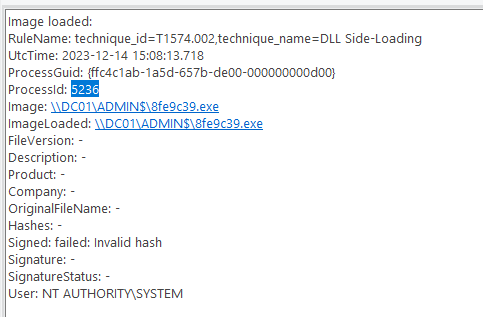 Image loaded:
RuleName: technique_id=T1574.002,technique_name=DLL Side-Loading
UtcTime: 2023-12-14 15:08:13.718
ProcessGuid: {ffc4c1ab-1a5d-657b-de00-000000000d00}
ProcessId: 5236
Image: \\DC01\ADMIN$\8fe9c39.exe
ImageLoaded: \\DC01\ADMIN$\8fe9c39.exe
FileVersion: -
Description: -
Product: -
Company: -
OriginalFileName: -
Hashes: -
Signed: failed: Invalid hash
Signature: -
SignatureStatus: -
User: NT AUTHORITY\SYSTEM